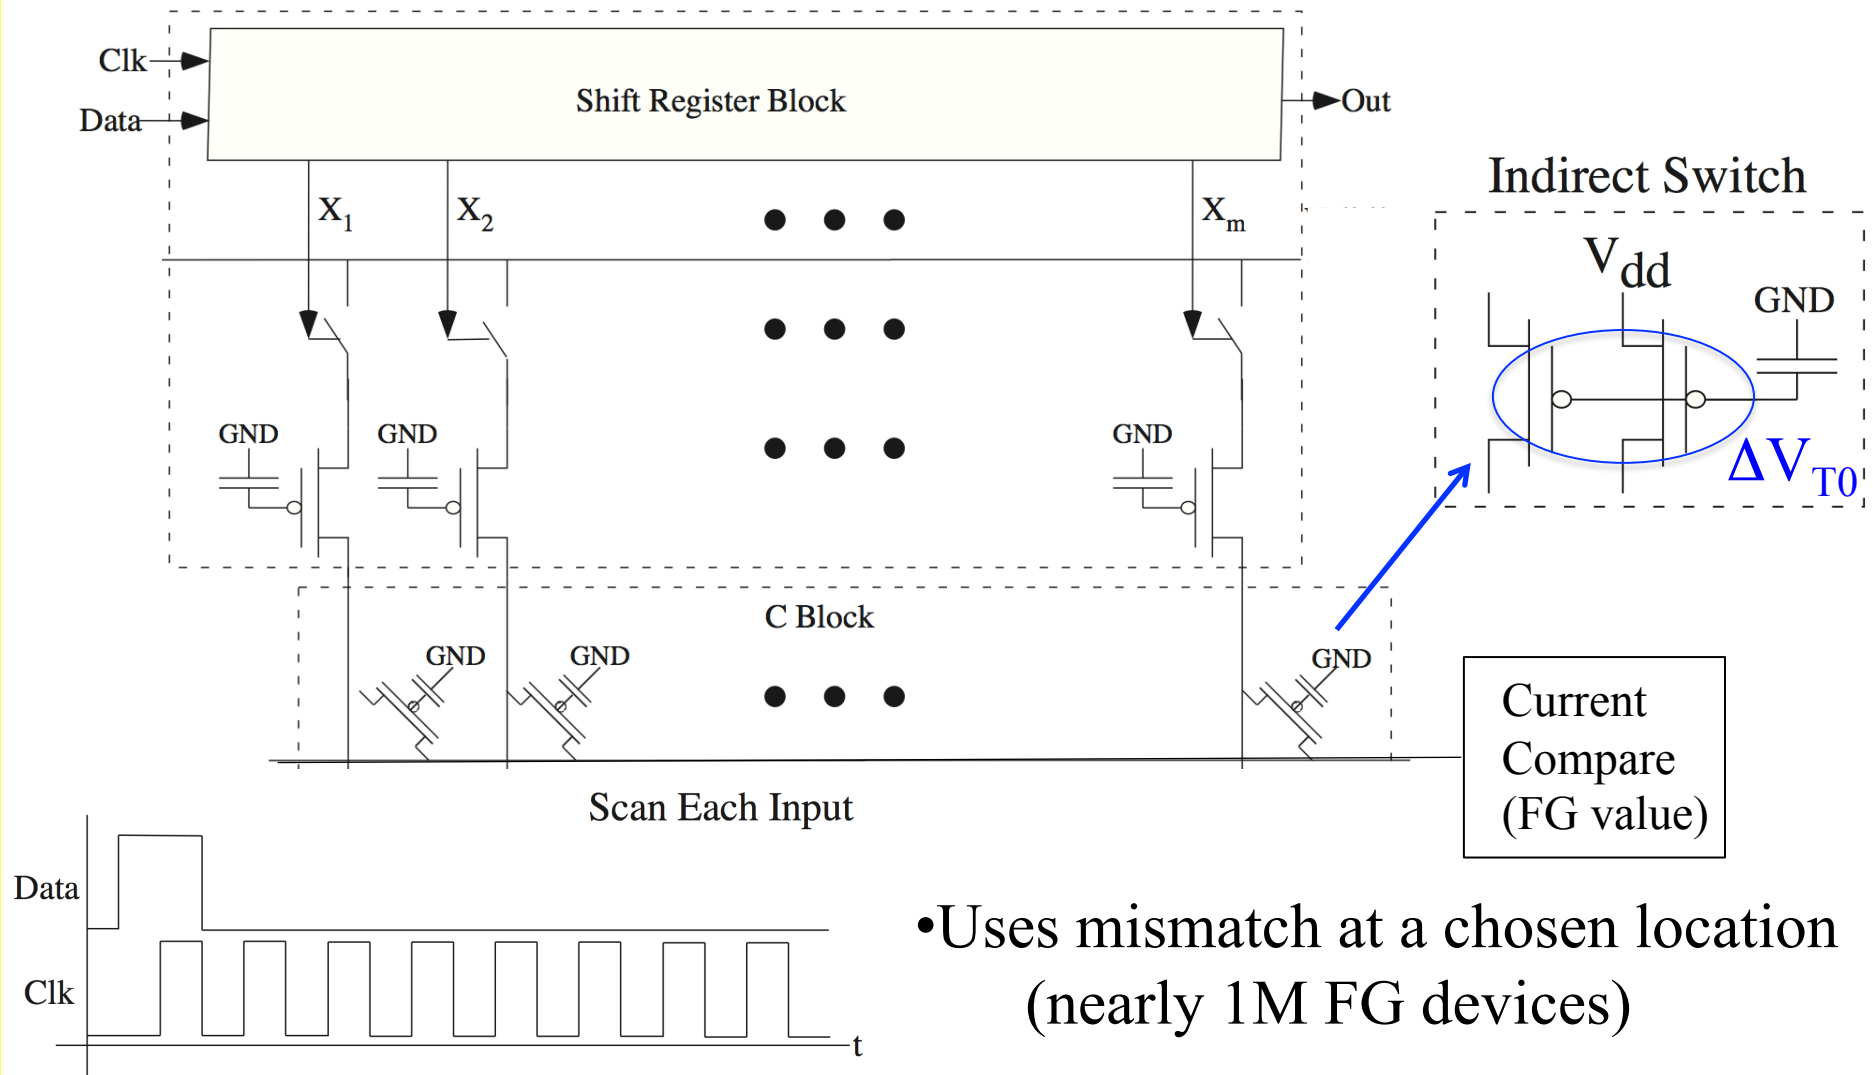 Clk
Shift Register Block
Out
Data
X1
X2
Xm
Indirect Switch
Vdd
GND
GND
GND
GND
ΔVT0
C Block
GND
GND
GND
Current
Compare
(FG value)
Scan Each Input
Data
Clk
t
•Uses mismatch at a chosen location
(nearly 1M FG devices)